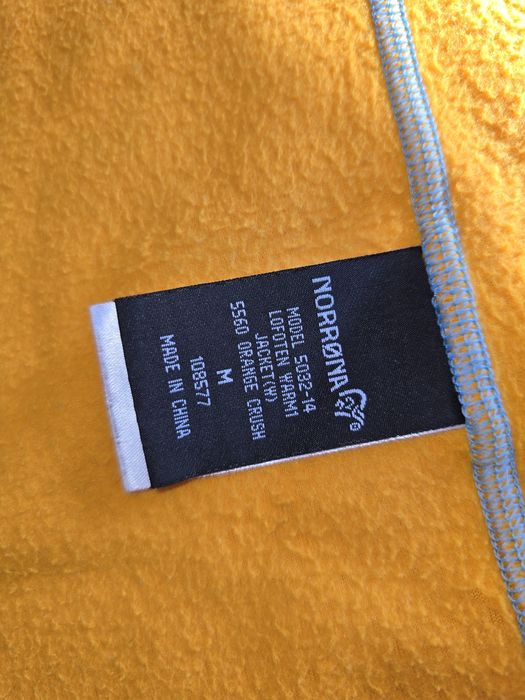 NORRØNA
MODEL 5032-14
LOFOTEN WARM1
JACKET(W)
5560 ORANGE CRUSH
M
108577
MADE IN CHINA